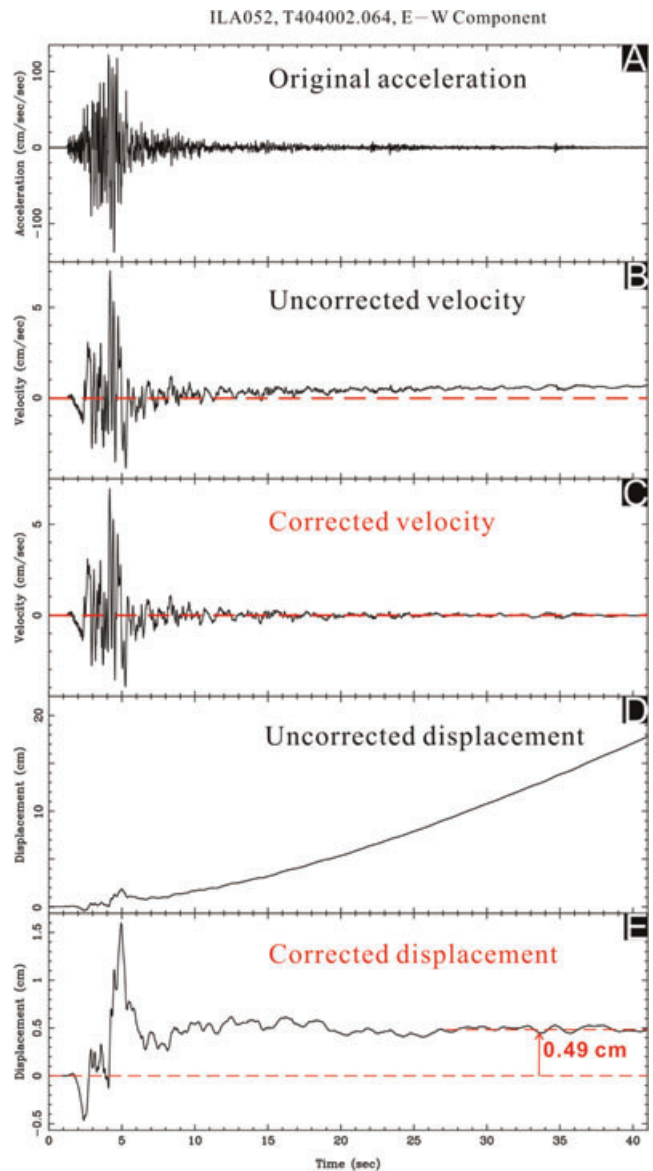 ILA052, T404002.064, E−W Component
A
Original acceleration
Acceleration (cm/sec/sec)
100
0
−100
B
Uncorrected velocity
Velocity (cm/sec)
5
0
C
Corrected velocity
Velocity (cm/sec)
5
0
D
Uncorrected displacement
Displacement (cm)
20
10
0
E
Corrected displacement
Displacement (cm)
1.5
1
0.5
0
−0.5
0.49 cm
0 5 10 15 20 25 30 35 40
Time (sec)